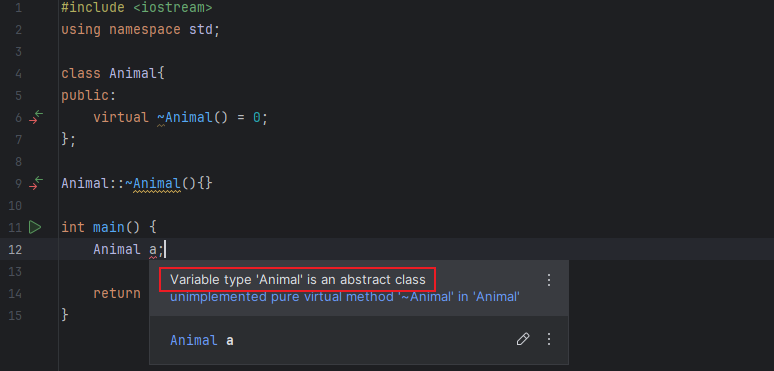 1 #include <iostream>
2 using namespace std;
3
4 class Animal{
5 public:
6     virtual ~Animal() = 0;
7 };
8
9 Animal::~Animal(){}
10
11 int main() {
12     Animal a;
13
Variable type 'Animal' is an abstract class
14     return
unimplemented pure virtual method '~Animal' in 'Animal'
15 }
Animal a